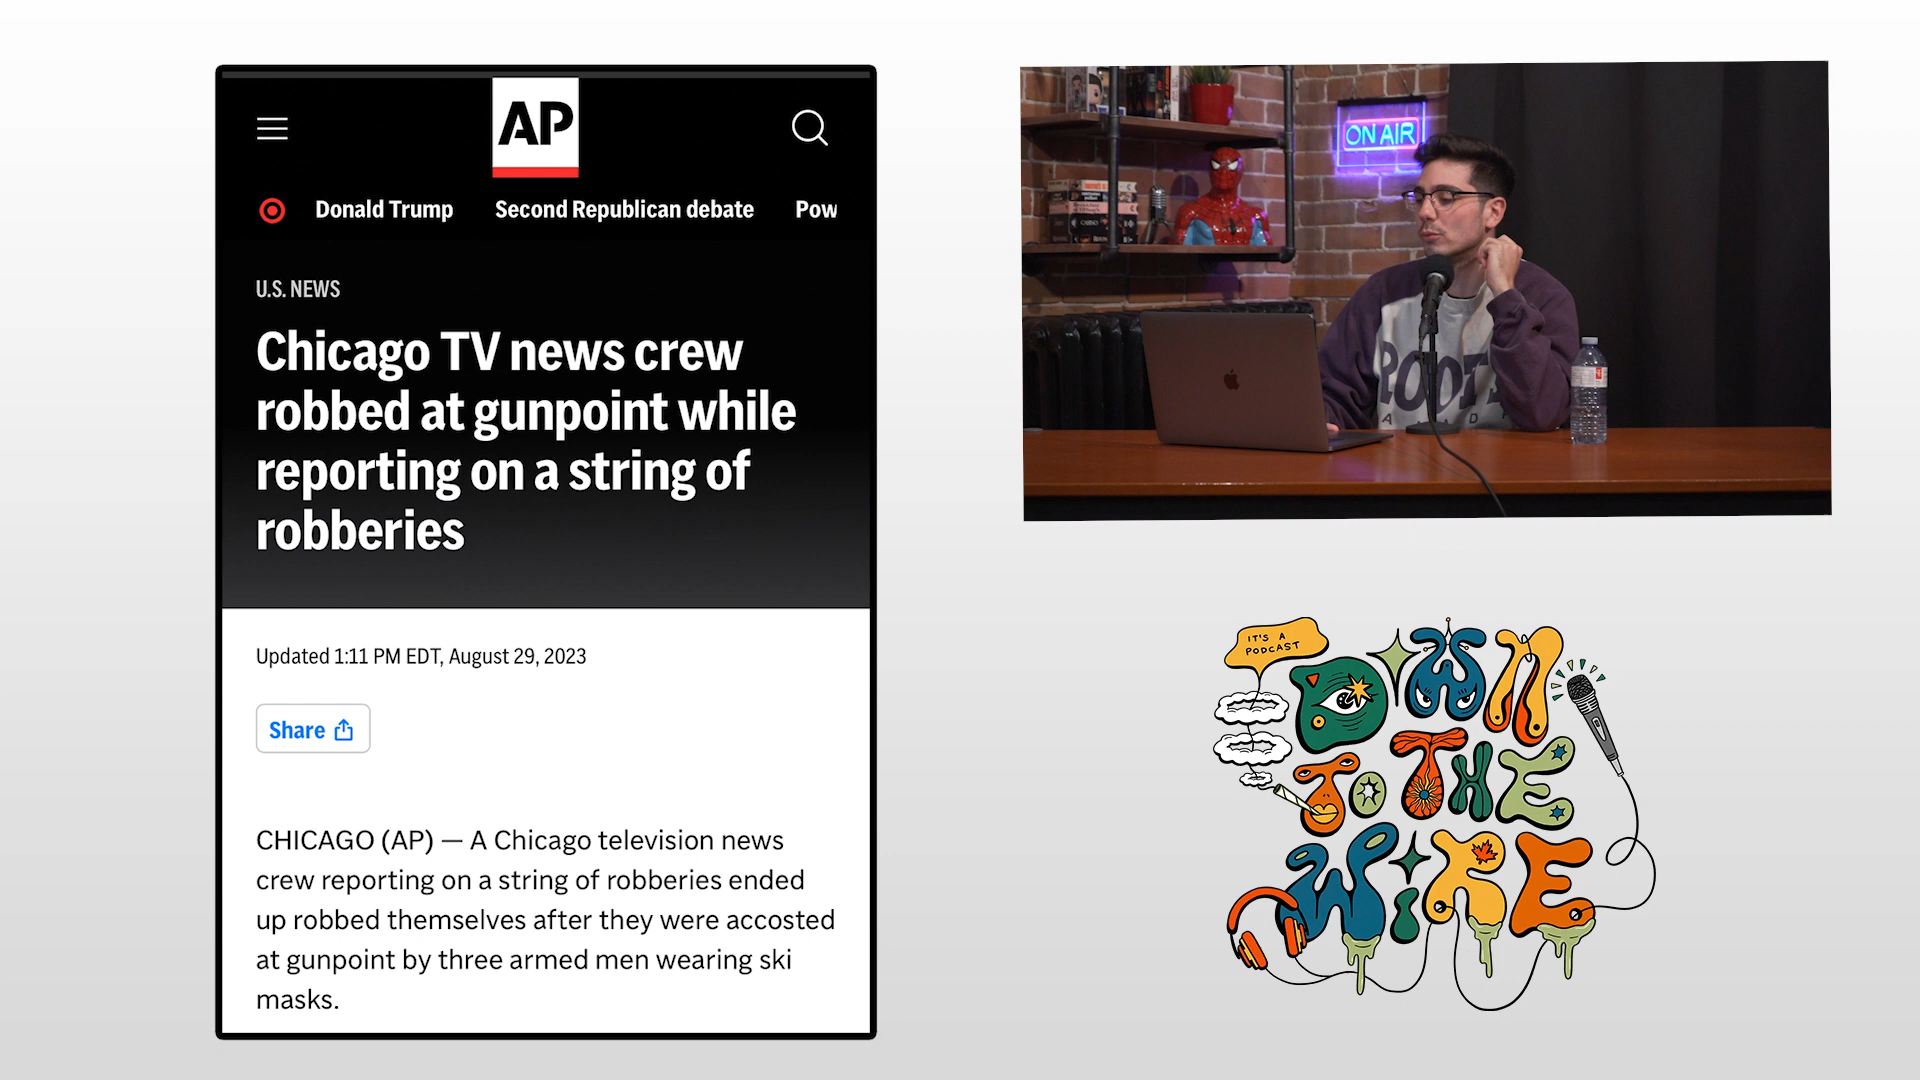 AP
Donald Trump Second Republican debate Pow
U.S. NEWS
Chicago TV news crew
robbed at gunpoint while
reporting on a string of
robberies
Updated 1:11 PM EDT, August 29, 2023
Share
CHICAGO (AP) — A Chicago television news
crew reporting on a string of robberies ended
up robbed themselves after they were accosted
at gunpoint by three armed men wearing ski
masks.
ON AIR
ROOTS
IT'S A
PODCAST
DOWN
TO THE
WiRE